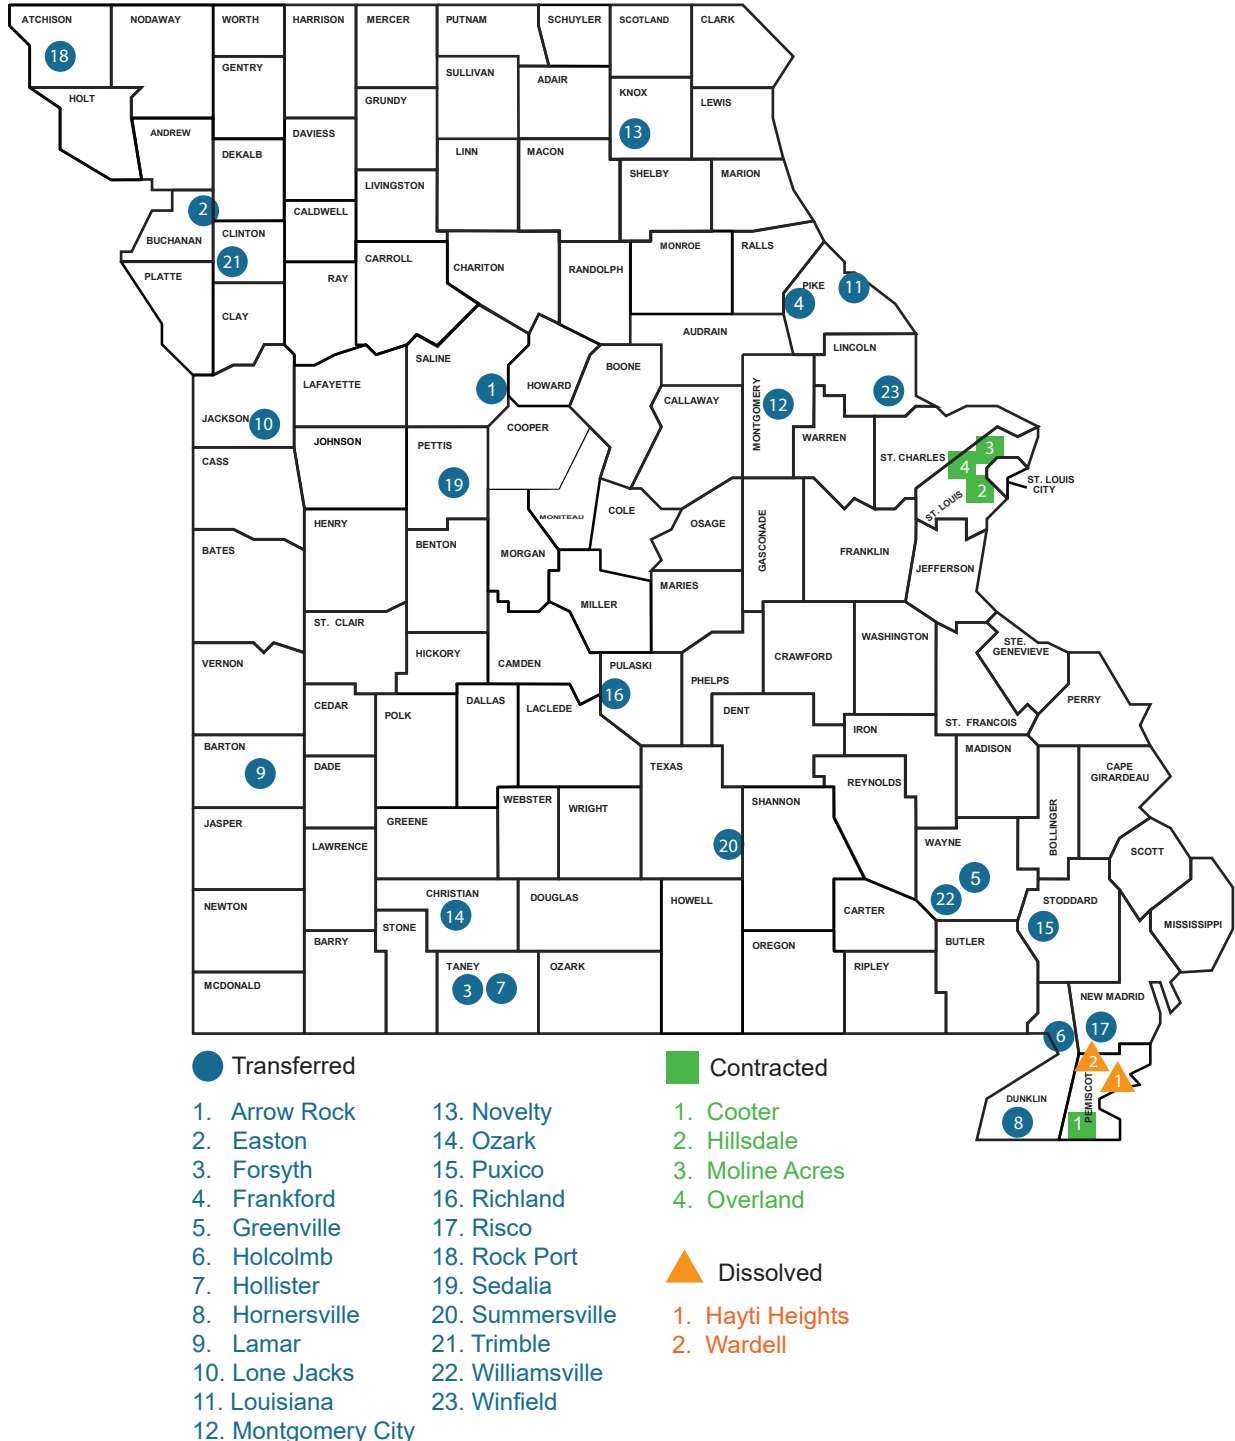 ATCHISON NODAWAY WORTH HARRISON MERCER PUTNAM SCHUYLER SCOTLAND CLARK
18
GENTRY SULLIVAN ADAIR
HOLT GRUNDY KNOX LEWIS
ANDREW DAVIESS 13
DEKALB LINN MACON
LIVINGSTON SHELBY MARION
2 CALDWELL
BUCHANAN CLINTON MONROE RALLS
21 CARROLL CHARITON RANDOLPH
PLATTE RAY PIKE 11
4
CLAY AUDRAIN
SALINE BOONE LINCOLN
LAFAYETTE 1 HOWARD CALLAWAY MONTGOMERY 12 23
JACKSON 10 COOPER
JOHNSON PETTIS WARREN ST. CHARLES 3
CASS 4
19 ST. LOUIS 2 ST. LOUIS
CITY
HENRY MONITEAU COLE OSAGE GASCONADE
BATES BENTON MORGAN FRANKLIN
JEFFERSON
MARIES
MILLER
ST. CLAIR WASHINGTON STE.
GENEVIEVE
VERNON HICKORY CAMDEN PULASKI CRAWFORD
PHELPS
16
CEDAR DALLAS LACLEDE DENT PERRY
POLK ST. FRANCOIS
IRON
BARTON MADISON
9 DADE TEXAS REYNOLDS CAPE
GIRARDEAU
WEBSTER WRIGHT SHANNON
JASPER GREENE BOLLINGER
LAWRENCE 20 WAYNE SCOTT
5
NEWTON CHRISTIAN DOUGLAS HOWELL 22 STODDARD
14 CARTER
STONE 15 MISSISSIPPI
BARRY OREGON BUTLER
TANEY OZARK RIPLEY
MCDONALD 3 7 NEW MADRID
6 17
2
1
PEMISCOT
DUNKLIN
8 1
Transferred
1. Arrow Rock
2. Easton
3. Forsyth
4. Frankford
5. Greenville
6. Holcolmb
7. Hollister
8. Hornersville
9. Lamar
10. Lone Jacks
11. Louisiana
12. Montgomery City
13. Novelty
14. Ozark
15. Puxico
16. Richland
17. Risco
18. Rock Port
19. Sedalia
20. Summersville
21. Trimble
22. Williamsville
23. Winfield
Contracted
1. Cooter
2. Hillsdale
3. Moline Acres
4. Overland
Dissolved
1. Hayti Heights
2. Wardell